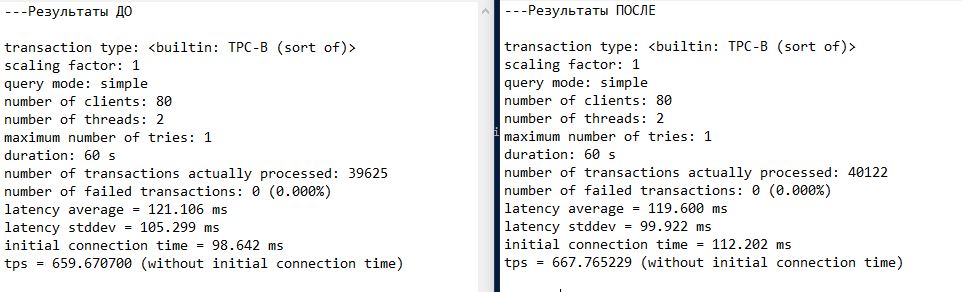 ---Результаты ДО
transaction type: <builtin: TPC-B (sort of)>
scaling factor: 1
query mode: simple
number of clients: 80
number of threads: 2
maximum number of tries: 1
duration: 60 s
number of transactions actually processed: 39625
number of failed transactions: 0 (0.000%)
latency average = 121.106 ms
latency stddev = 105.299 ms
initial connection time = 98.642 ms
tps = 659.670700 (without initial connection time)
---Результаты ПОСЛЕ
transaction type: <builtin: TPC-B (sort of)>
scaling factor: 1
query mode: simple
number of clients: 80
number of threads: 2
maximum number of tries: 1
duration: 60 s
number of transactions actually processed: 40122
number of failed transactions: 0 (0.000%)
latency average = 119.600 ms
latency stddev = 99.922 ms
initial connection time = 112.202 ms
tps = 667.765229 (without initial connection time)